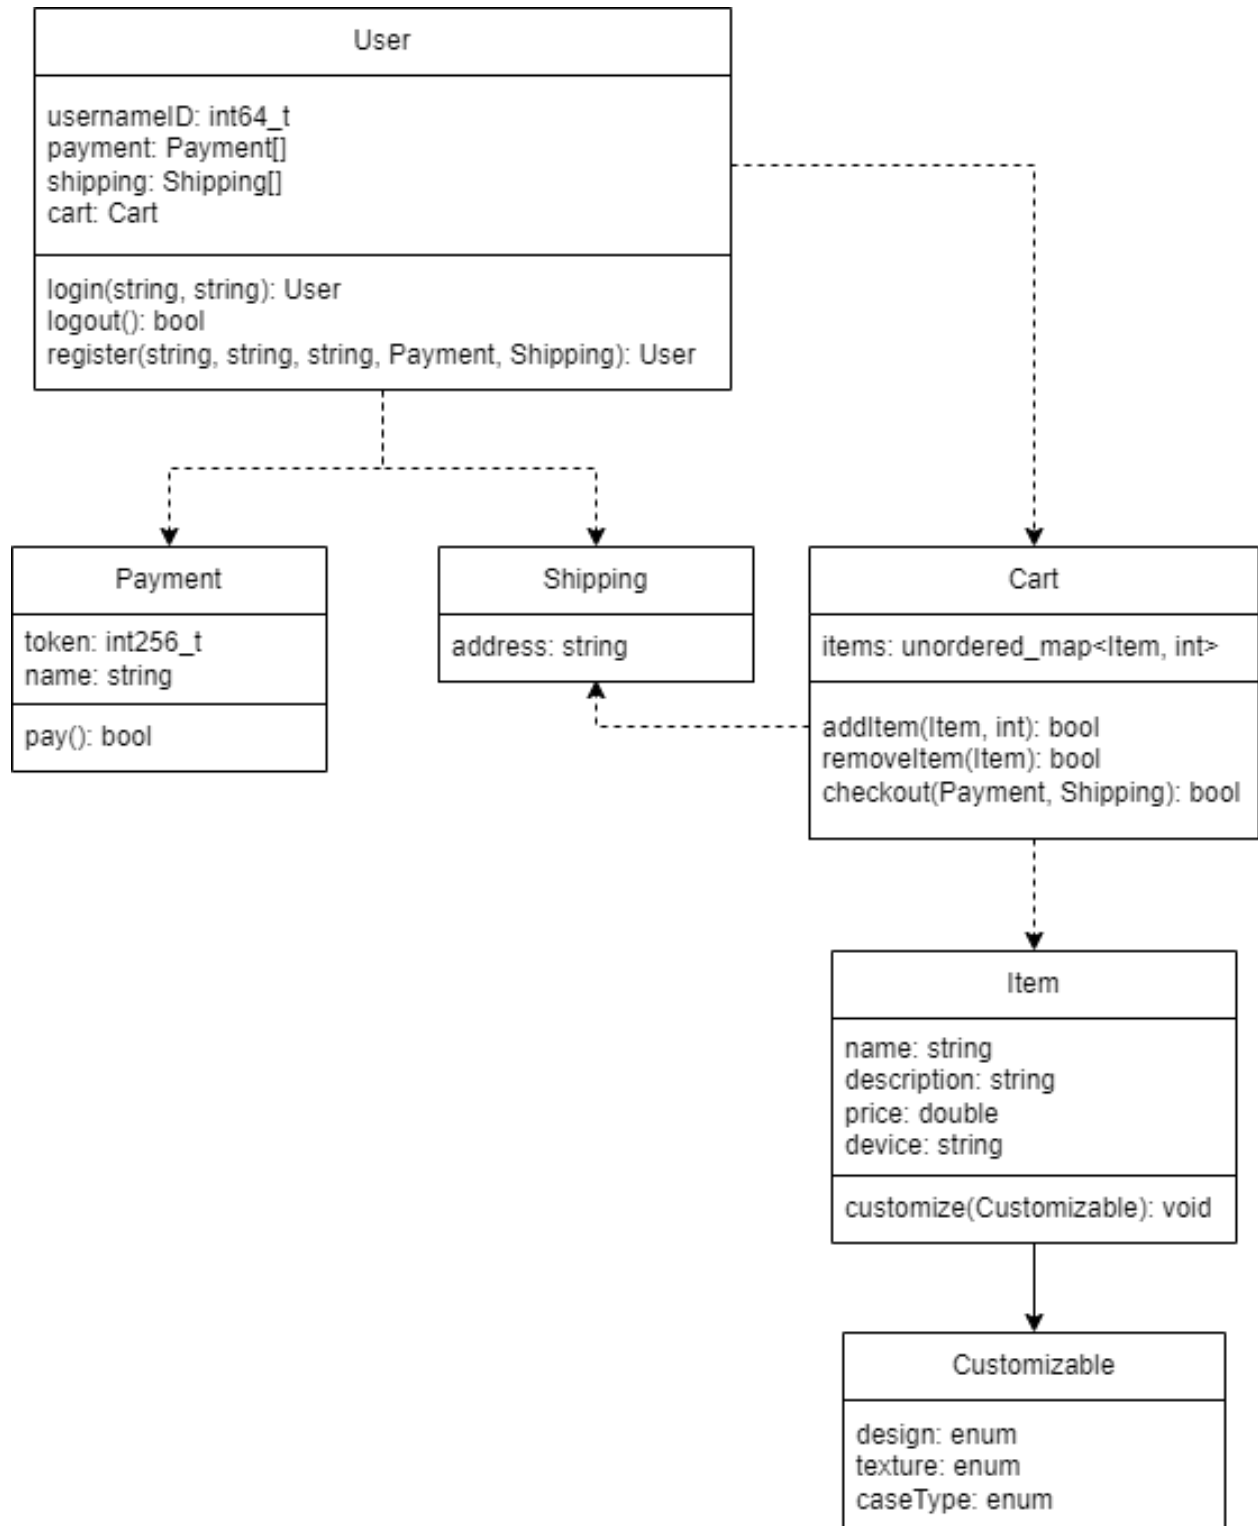 User
usernameID: int64_t
payment: Payment[]
shipping: Shipping[]
cart: Cart
login(string, string): User
logout(): bool
register(string, string, string, Payment, Shipping): User
Payment
token: int256_t
name: string
pay(): bool
Shipping
address: string
Cart
items: unordered_map<Item, int>
addItem(Item, int): bool
removeItem(Item): bool
checkout(Payment, Shipping): bool
Item
name: string
description: string
price: double
device: string
customize(Customizable): void
Customizable
design: enum
texture: enum
caseType: enum